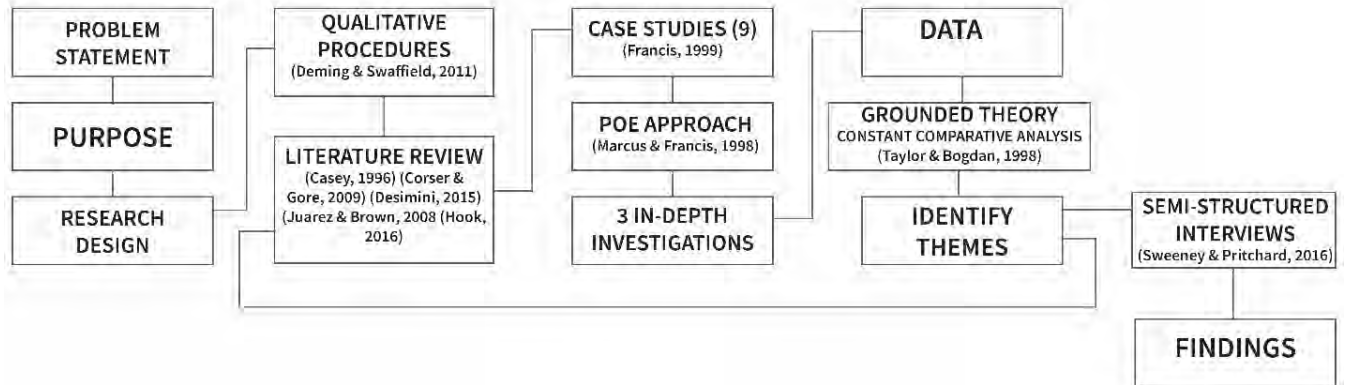 PROBLEM
STATEMENT
PURPOSE
RESEARCH
DESIGN
QUALITATIVE
PROCEDURES
(Deming & Swaffield, 2011)
LITERATURE REVIEW
(Casey, 1996) (Corser &
Gore, 2009) (Desimini, 2015)
(Juarez & Brown, 2008 (Hook,
2016)
CASE STUDIES (9)
(Francis, 1999)
POE APPROACH
(Marcus & Francis, 1998)
3 IN-DEPTH
INVESTIGATIONS
DATA
GROUNDED THEORY
CONSTANT COMPARATIVE ANALYSIS
(Taylor & Bogdan, 1998)
IDENTIFY
THEMES
SEMI-STRUCTURED
INTERVIEWS
(Sweeney & Pritchard, 2016)
FINDINGS